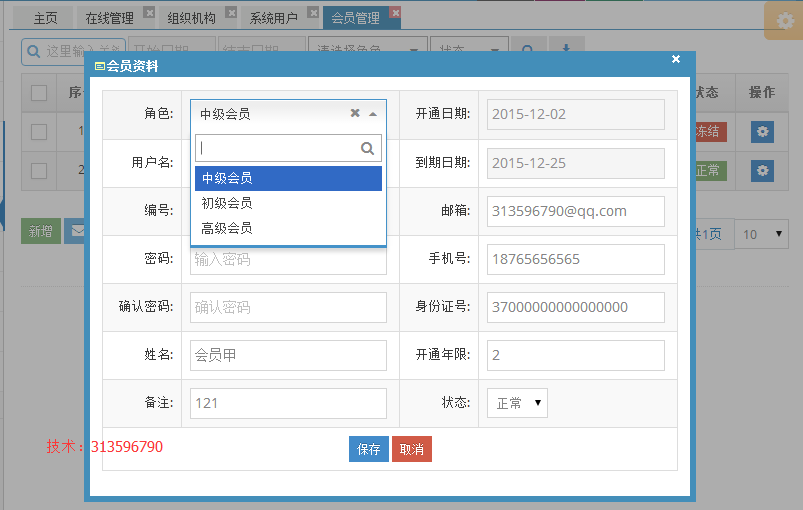 主页 在线管理 组织机构 系统用户 会员管理
这里输入关 开始日期 结束日期 请选择角色 状态
会员资料
序 状态 操作
角色: 中级会员 开通日期: 2015-12-02
1 冻结
中级会员
用户名: 到期日期: 2015-12-25
2 正常
初级会员
编号: 邮箱: 313596790@qq.com
高级会员
新增 共1页 10
密码: 输入密码 手机号: 18765656565
确认密码: 确认密码 身份证号: 37000000000000000
姓名: 会员甲 开通年限: 2
备注: 121 状态: 正常
技术：313596790 保存 取消